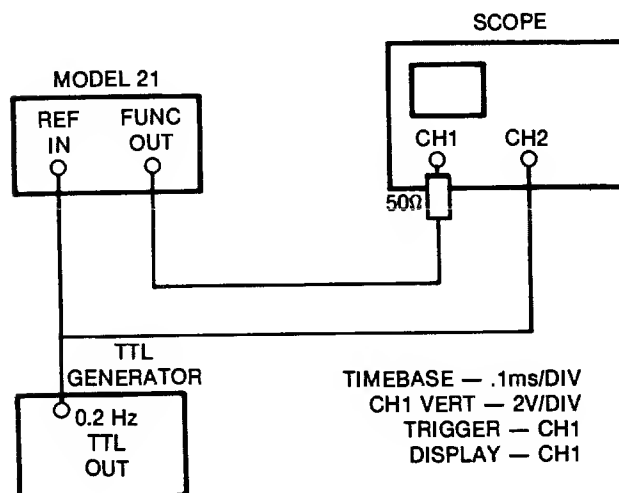 SCOPE
MODEL 21
REF
IN
FUNC
OUT
CH1
CH2
50Ω
TTL
GENERATOR
0.2 Hz
TTL
OUT
TIMEBASE — .1ms/DIV
CH1 VERT — 2V/DIV
TRIGGER — CH1
DISPLAY — CH1